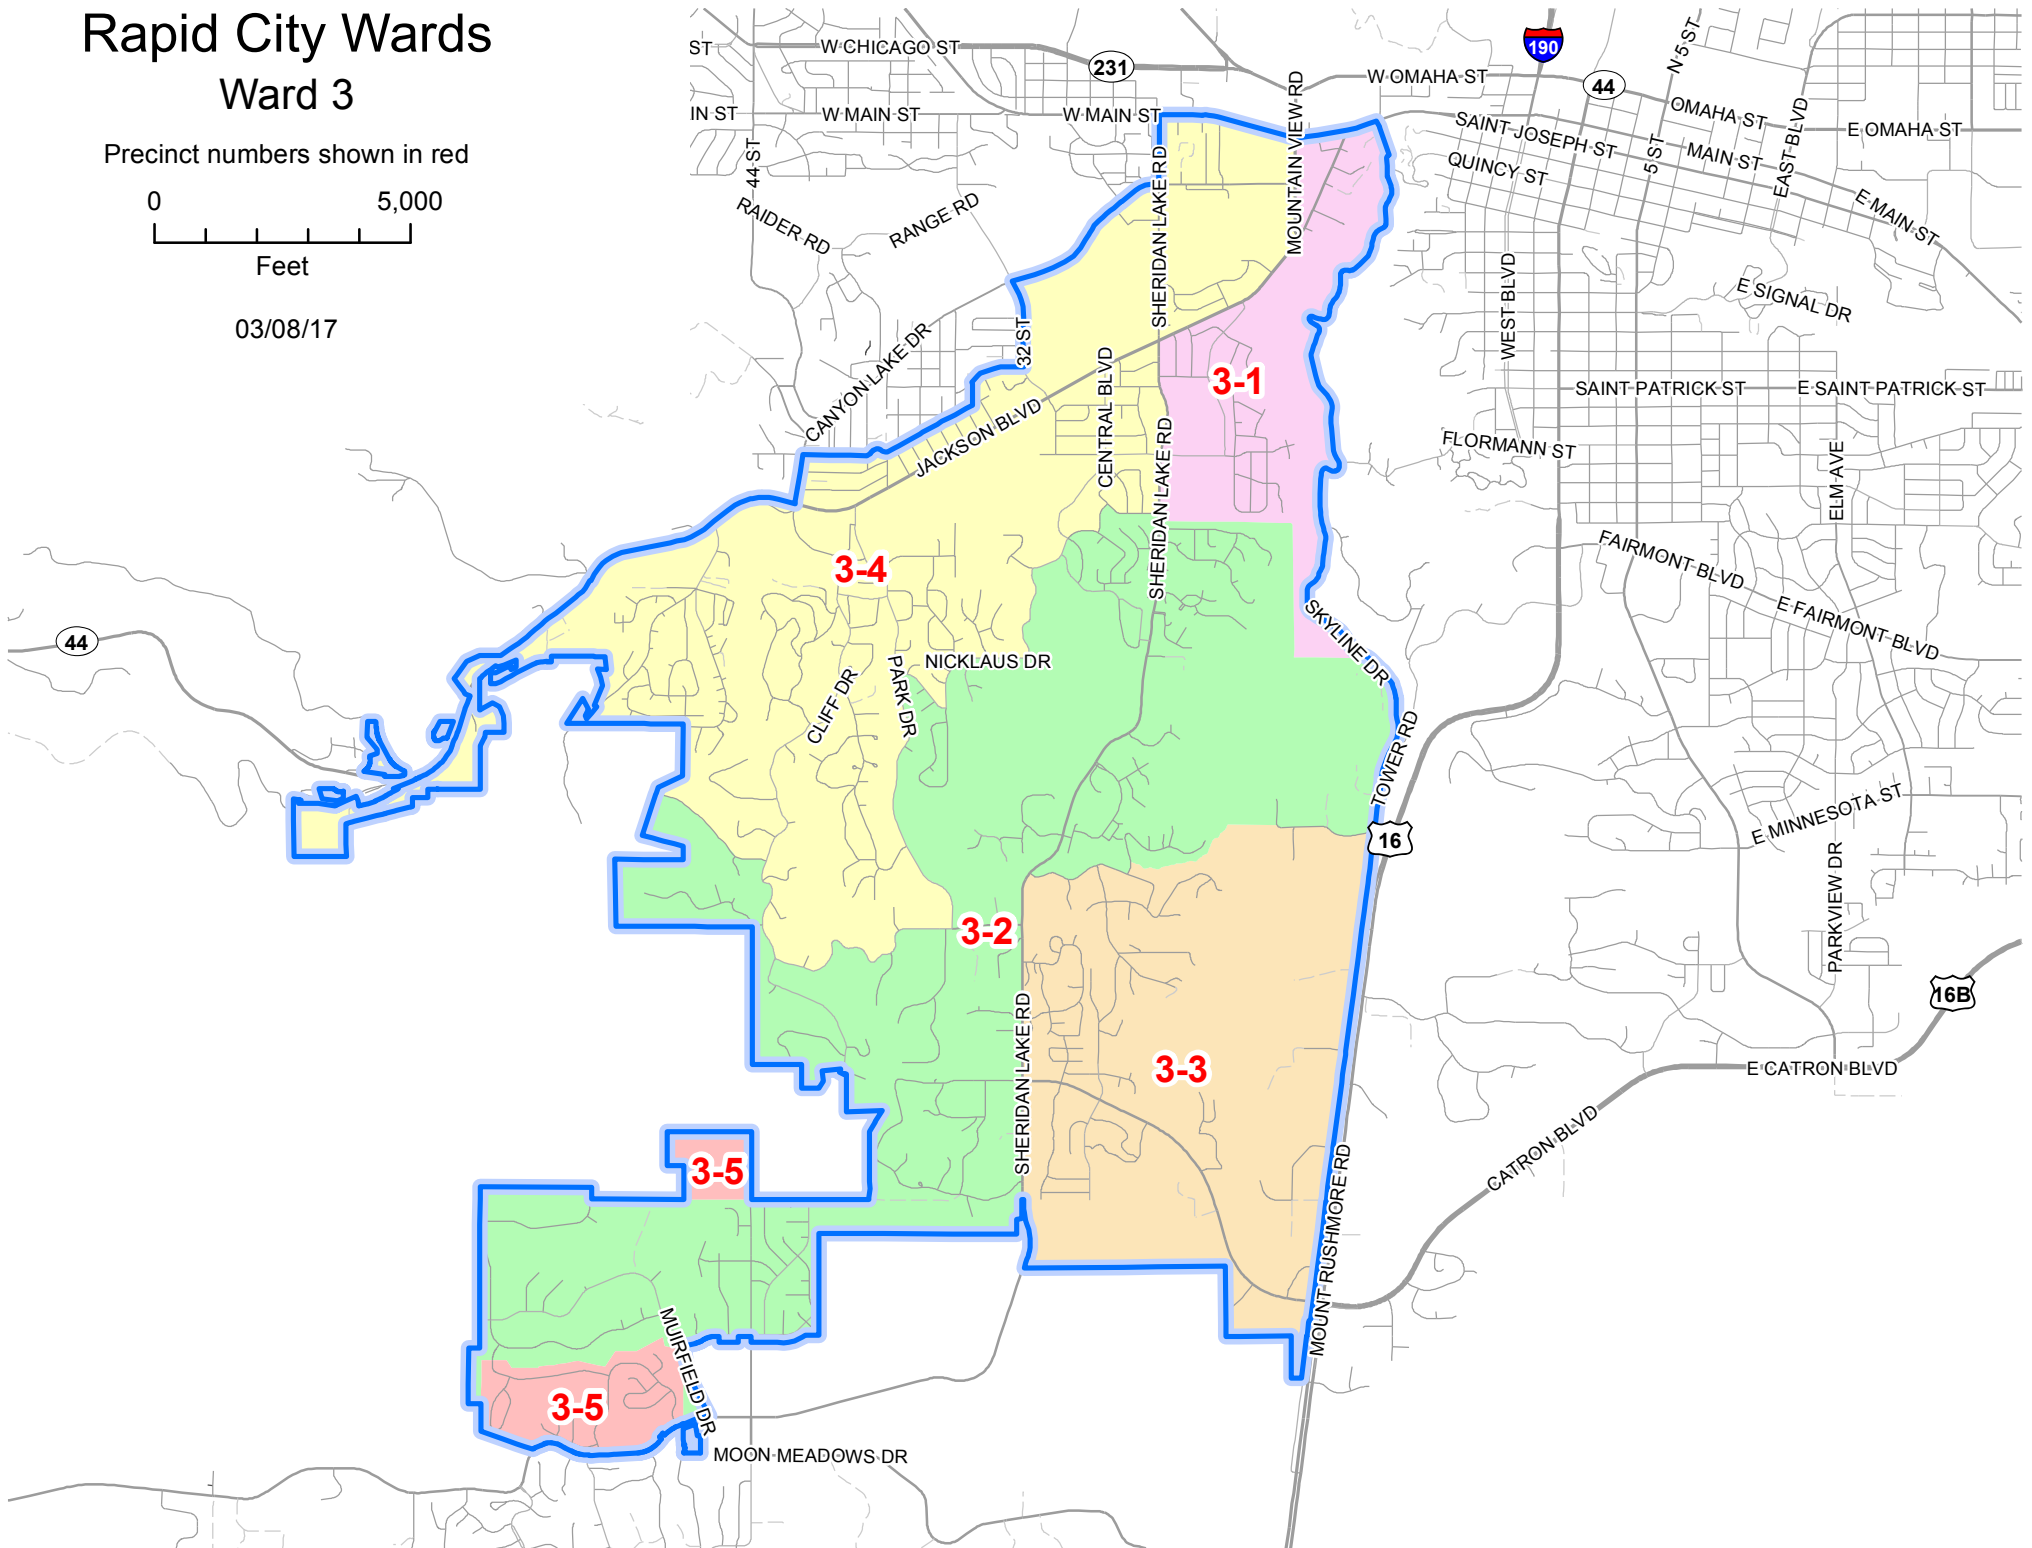 Rapid City Wards
Ward 3
Precinct numbers shown in red
0 5,000
Feet
03/08/17
ST
W CHICAGO ST
231
190
N 5 ST
W OMAHA ST
44
OMAHA ST
E OMAHA ST
IN ST
W MAIN ST
W MAIN ST
MOUNTAIN VIEW RD
SAINT JOSEPH ST
MAIN ST
EAST BLVD
44 ST
SHERIDAN LAKE RD
QUINCY ST
5 ST
E MAIN ST
RAIDER RD
RANGE RD
WEST BLVD
E SIGNAL DR
CANYON LAKE DR
32 ST
CENTRAL BLVD
3-1
SAINT PATRICK ST
E SAINT PATRICK ST
JACKSON BLVD
SHERIDAN LAKE RD
FLORMANN ST
ELM AVE
3-4
FAIRMONT BLVD
E FAIRMONT BLVD
44
SKYLINE DR
NICKLAUS DR
CLIFF DR
PARK DR
TOWER RD
16
E MINNESOTA ST
PARKVIEW DR
3-2
16B
SHERIDAN LAKE RD
3-3
E CATRON BLVD
CATRON BLVD
3-5
MOUNT RUSHMORE RD
MUIRFIELD DR
3-5
MOON MEADOWS DR